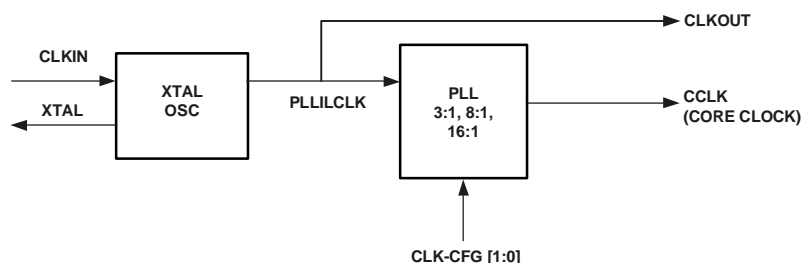 CLKOUT
CLKIN
XTAL
XTAL
OSC
PLLILCLK
PLL
3:1, 8:1,
16:1
CCLK
(CORE CLOCK)
CLK-CFG [1:0]